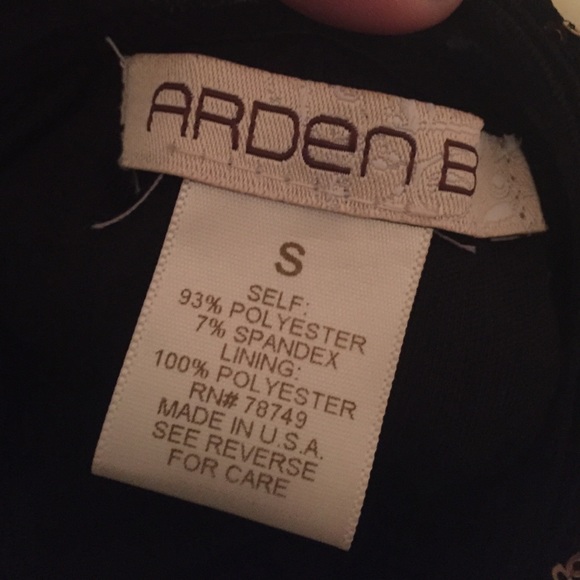 ARDen B
S
SELF:
93% POLYESTER
7% SPANDEX
LINING:
100% POLYESTER
RN# 78749
MADE IN U.S.A.
SEE REVERSE
FOR CARE